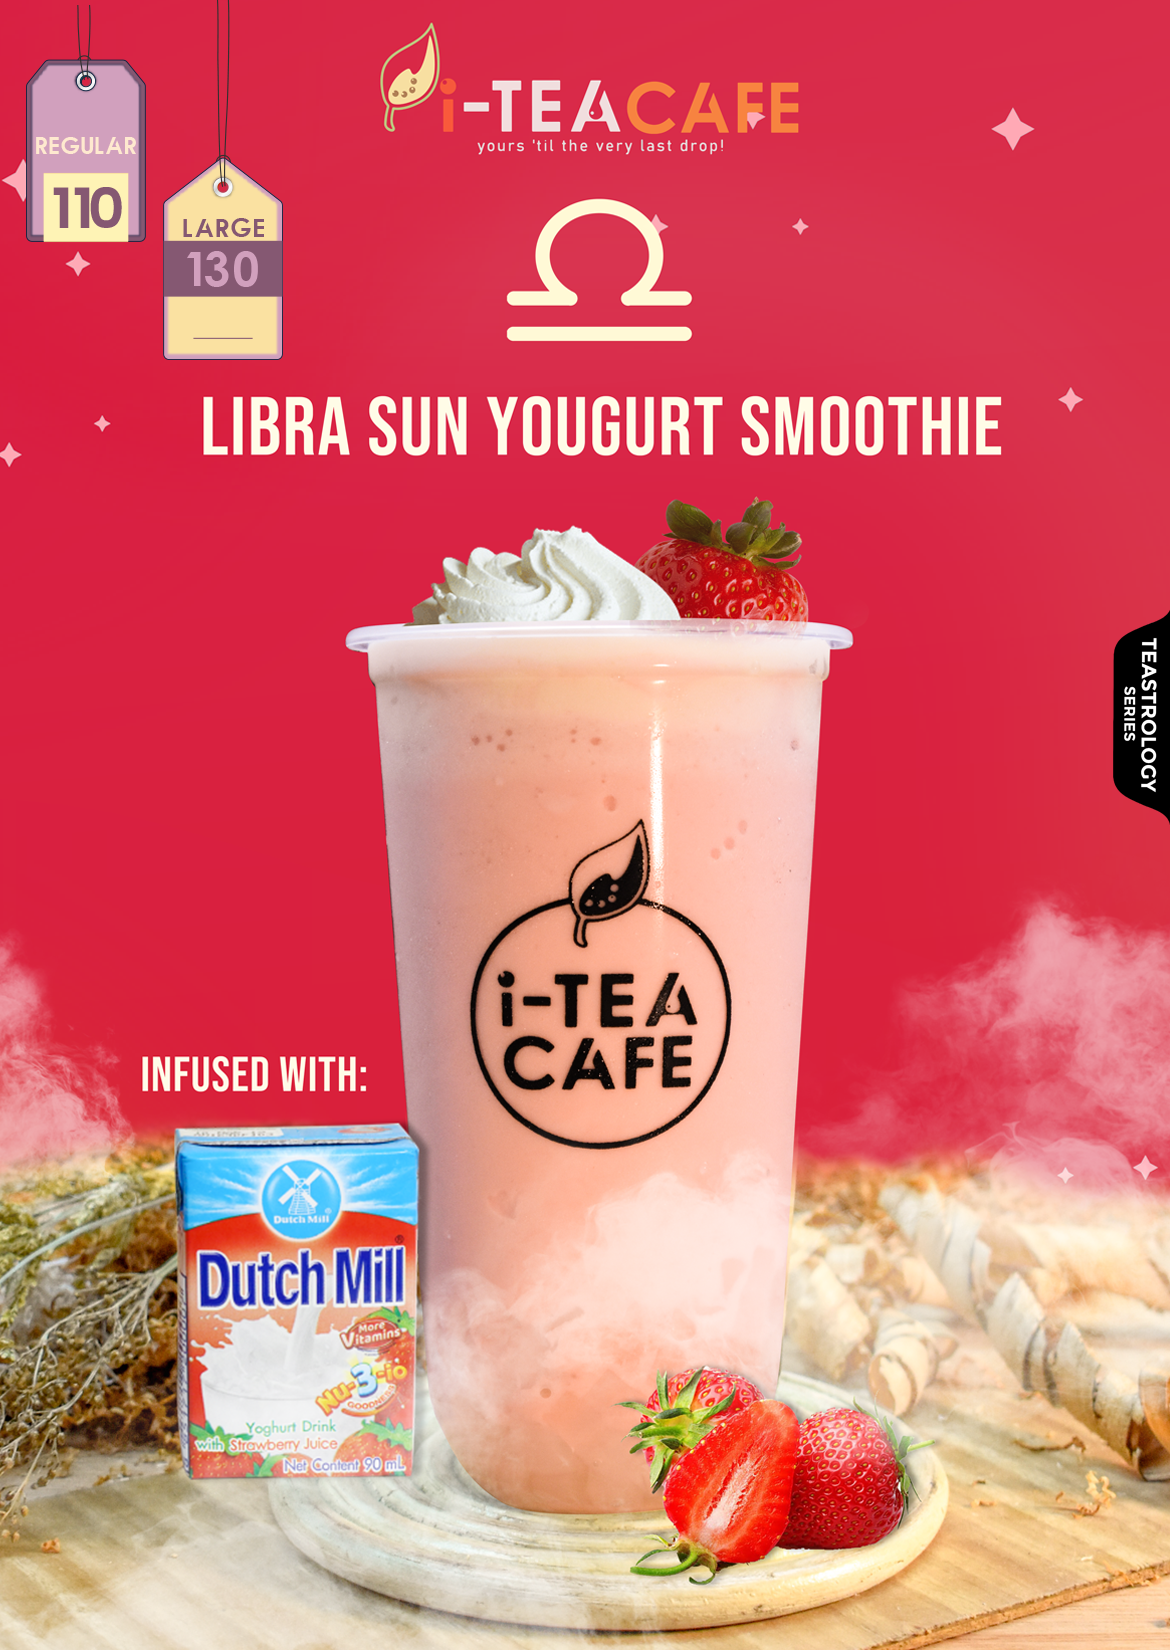 REGULAR
110
LARGE
130
i-TEACAFE
yours 'til the very last drop!
LIBRA SUN YOUGURT SMOOTHIE
TEASTROLOGY
SERIES
i-TEA
CAFE
INFUSED WITH:
Dutch Mill
Dutch Mill
More
Vitamins
Nu-3-io
GOODNESS
Yoghurt Drink
with Strawberry Juice
Net Content 90 mL